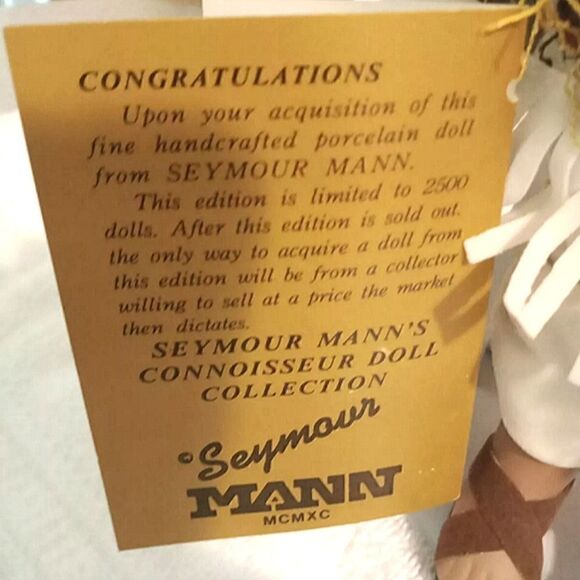 CONGRATULATIONS
Upon your acquisition of this
fine handcrafted porcelain doll
from SEYMOUR MANN.
This edition is limited to 2500
dolls. After this edition is sold out.
the only way to acquire a doll from
this edition will be from a collector
willing to sell at a price the market
then dictates.
SEYMOUR MANN'S
CONNOISSEUR DOLL
COLLECTION
©Seymour
MANN
MCMXC